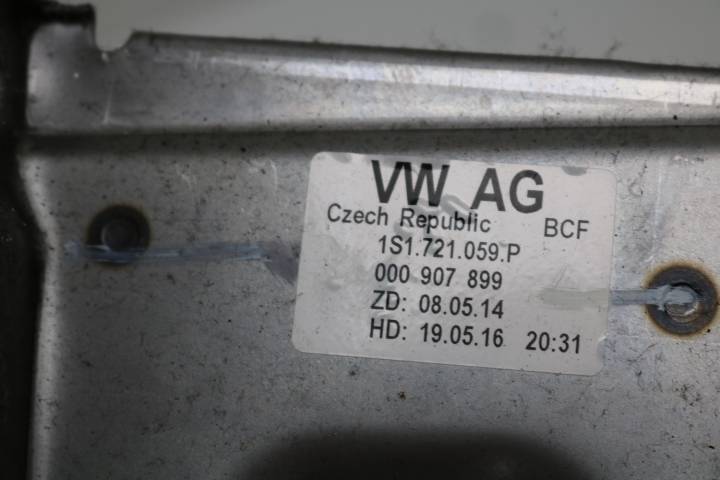 VW AG
Czech Republic BCF
1S1.721.059.P
000 907 899
ZD: 08.05.14
HD: 19.05.16 20:31